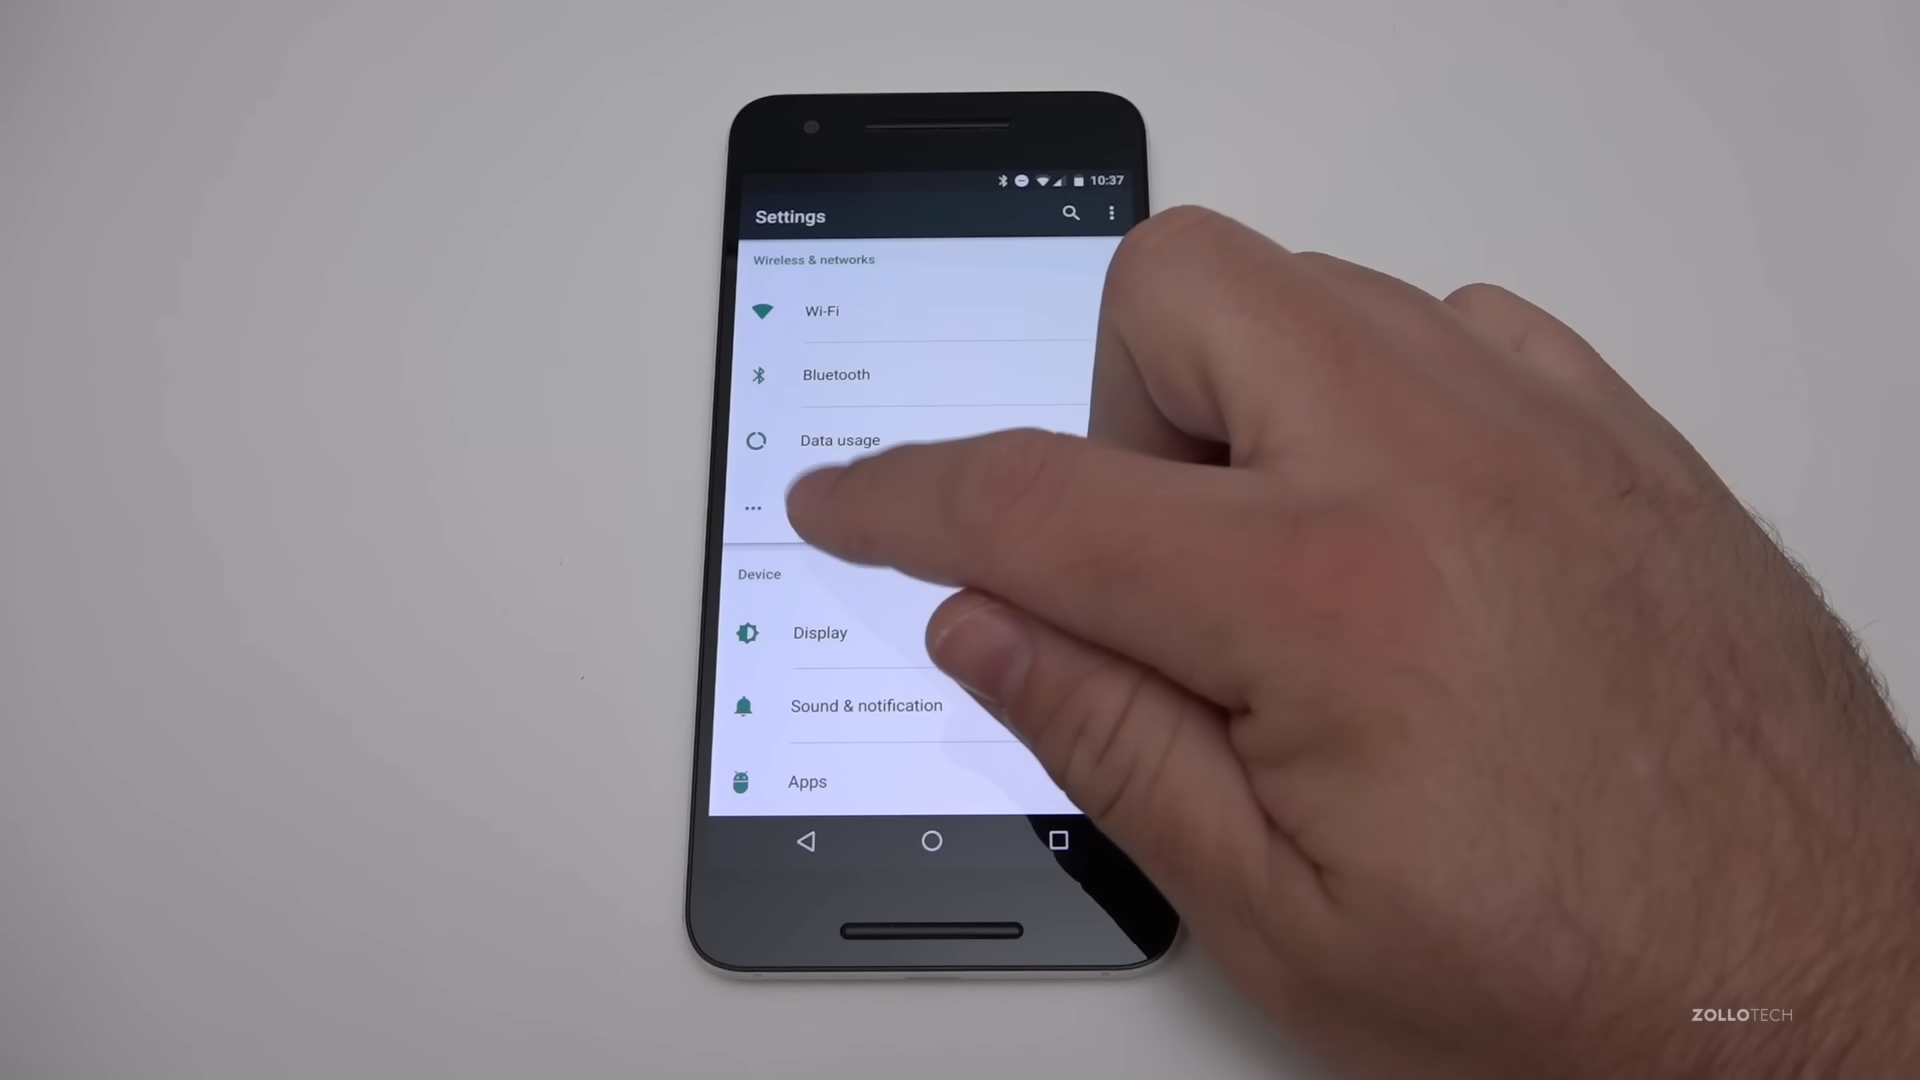 10:37
Settings
Wireless & networks
Wi-Fi
Bluetooth
Data usage
Device
Display
Sound & notification
Apps
ZOLLOTECH